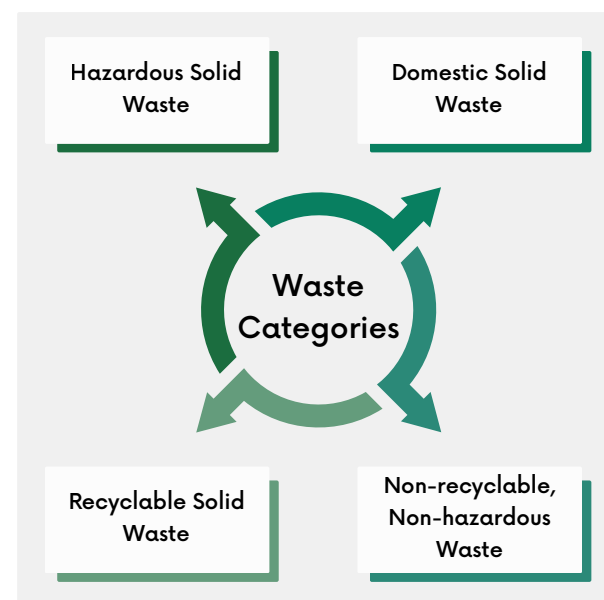 Hazardous Solid
Waste
Domestic Solid
Waste
Waste
Categories
Recyclable Solid
Waste
Non-recyclable,
Non-hazardous
Waste